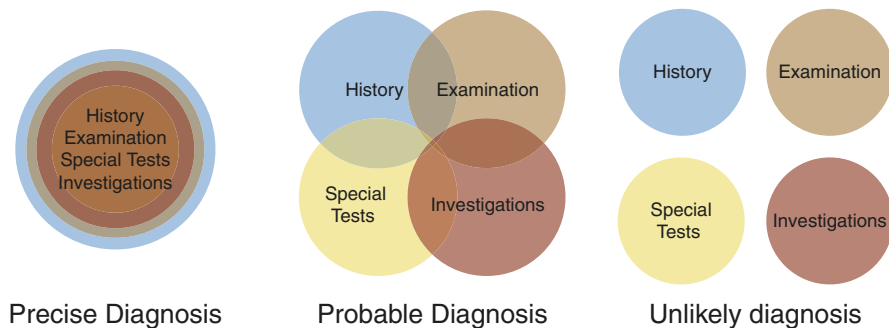 History
Examination
Special Tests
Investigations
Precise Diagnosis
History
Examination
Special
Tests
Investigations
Probable Diagnosis
History
Examination
Special
Tests
Investigations
Unlikely diagnosis